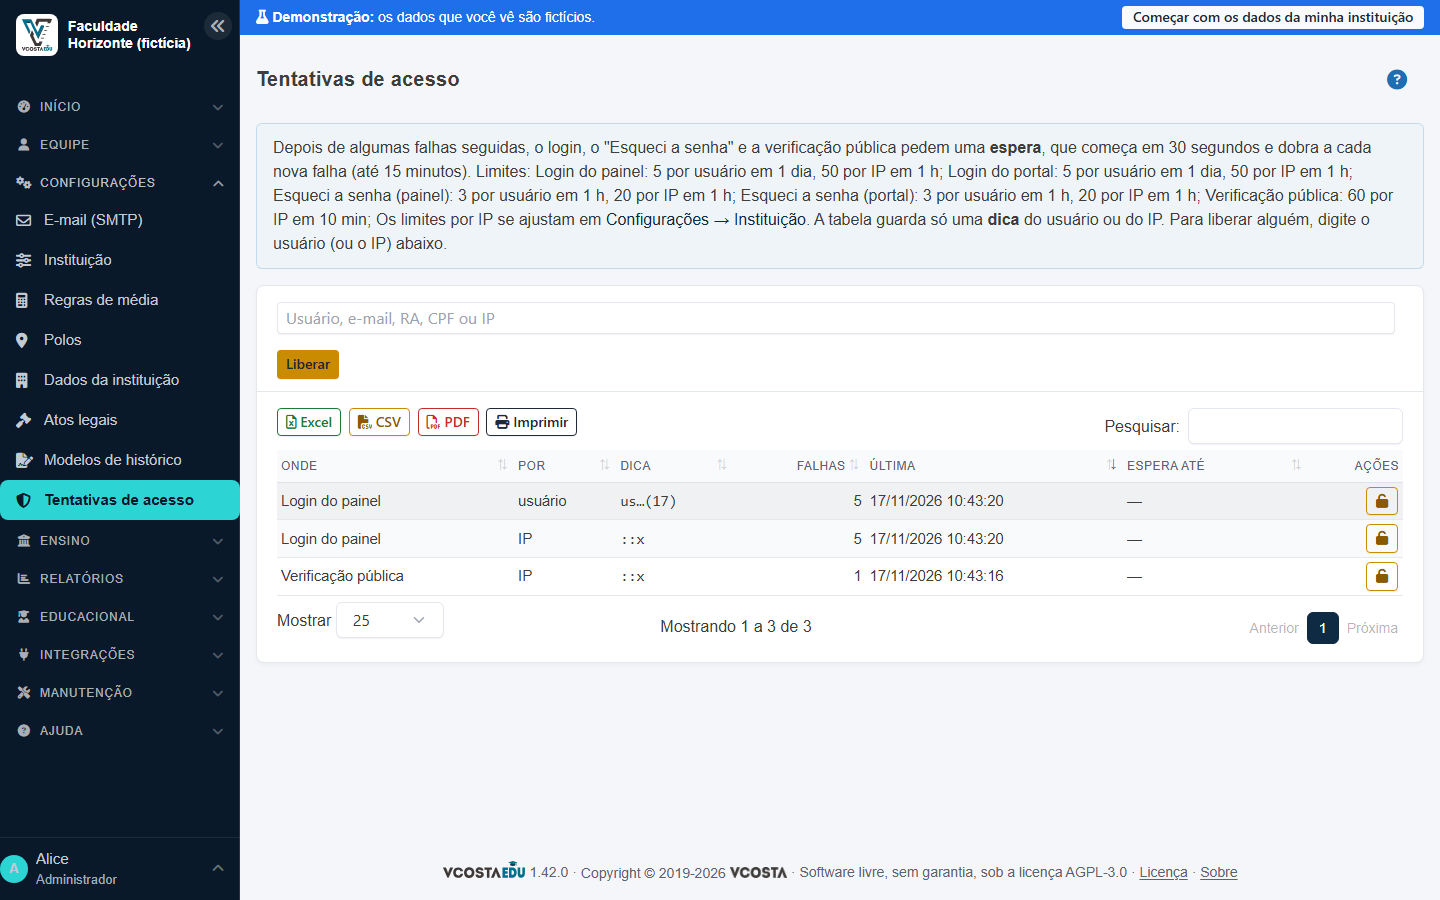 Faculdade
Horizonte (fictícia)
VCOSTAEDU
Demonstração: os dados que você vê são fictícios.
Começar com os dados da minha instituição
INÍCIO
EQUIPE
CONFIGURAÇÕES
E-mail (SMTP)
Instituição
Regras de média
Polos
Dados da instituição
Atos legais
Modelos de histórico
Tentativas de acesso
ENSINO
RELATÓRIOS
EDUCACIONAL
INTEGRAÇÕES
MANUTENÇÃO
AJUDA
A
Alice
Administrador
Tentativas de acesso
?
Depois de algumas falhas seguidas, o login, o "Esqueci a senha" e a verificação pública pedem uma espera, que começa em 30 segundos e dobra a cada
nova falha (até 15 minutos). Limites: Login do painel: 5 por usuário em 1 dia, 50 por IP em 1 h; Login do portal: 5 por usuário em 1 dia, 50 por IP em 1 h;
Esqueci a senha (painel): 3 por usuário em 1 h, 20 por IP em 1 h; Esqueci a senha (portal): 3 por usuário em 1 h, 20 por IP em 1 h; Verificação pública: 60 por
IP em 10 min; Os limites por IP se ajustam em Configurações → Instituição. A tabela guarda só uma dica do usuário ou do IP. Para liberar alguém, digite o
usuário (ou o IP) abaixo.
Usuário, e-mail, RA, CPF ou IP
Liberar
Excel CSV PDF Imprimir
Pesquisar:
ONDE POR DICA FALHAS ÚLTIMA ESPERA ATÉ AÇÕES
Login do painel usuário us…(17) 5 17/11/2026 10:43:20 —
Login do painel IP ::x 5 17/11/2026 10:43:20 —
Verificação pública IP ::x 1 17/11/2026 10:43:16 —
Mostrar 25
Mostrando 1 a 3 de 3
Anterior 1 Próxima
VCOSTAEDU 1.42.0 · Copyright © 2019-2026 VCOSTA · Software livre, sem garantia, sob a licença AGPL-3.0 · Licença · Sobre